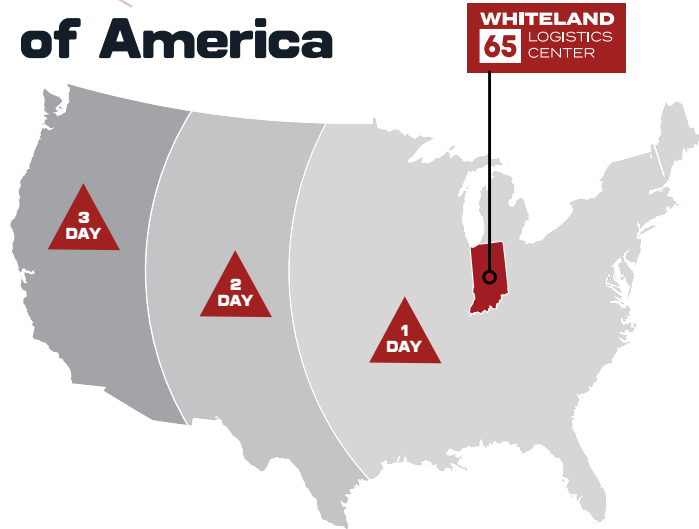 of America
WHITELAND
65 LOGISTICS
CENTER
3
DAY
2
DAY
1
DAY